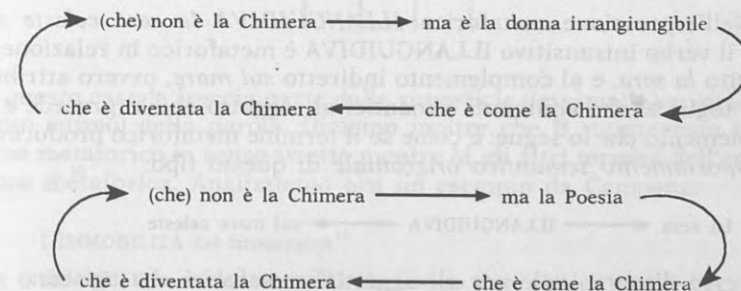 (che) non è la Chimera ma è la donna irrangiungibile
che è diventata la Chimera che è come la Chimera
(che) non è la Chimera ma la Poesia
che è diventata la Chimera che è come la Chimera